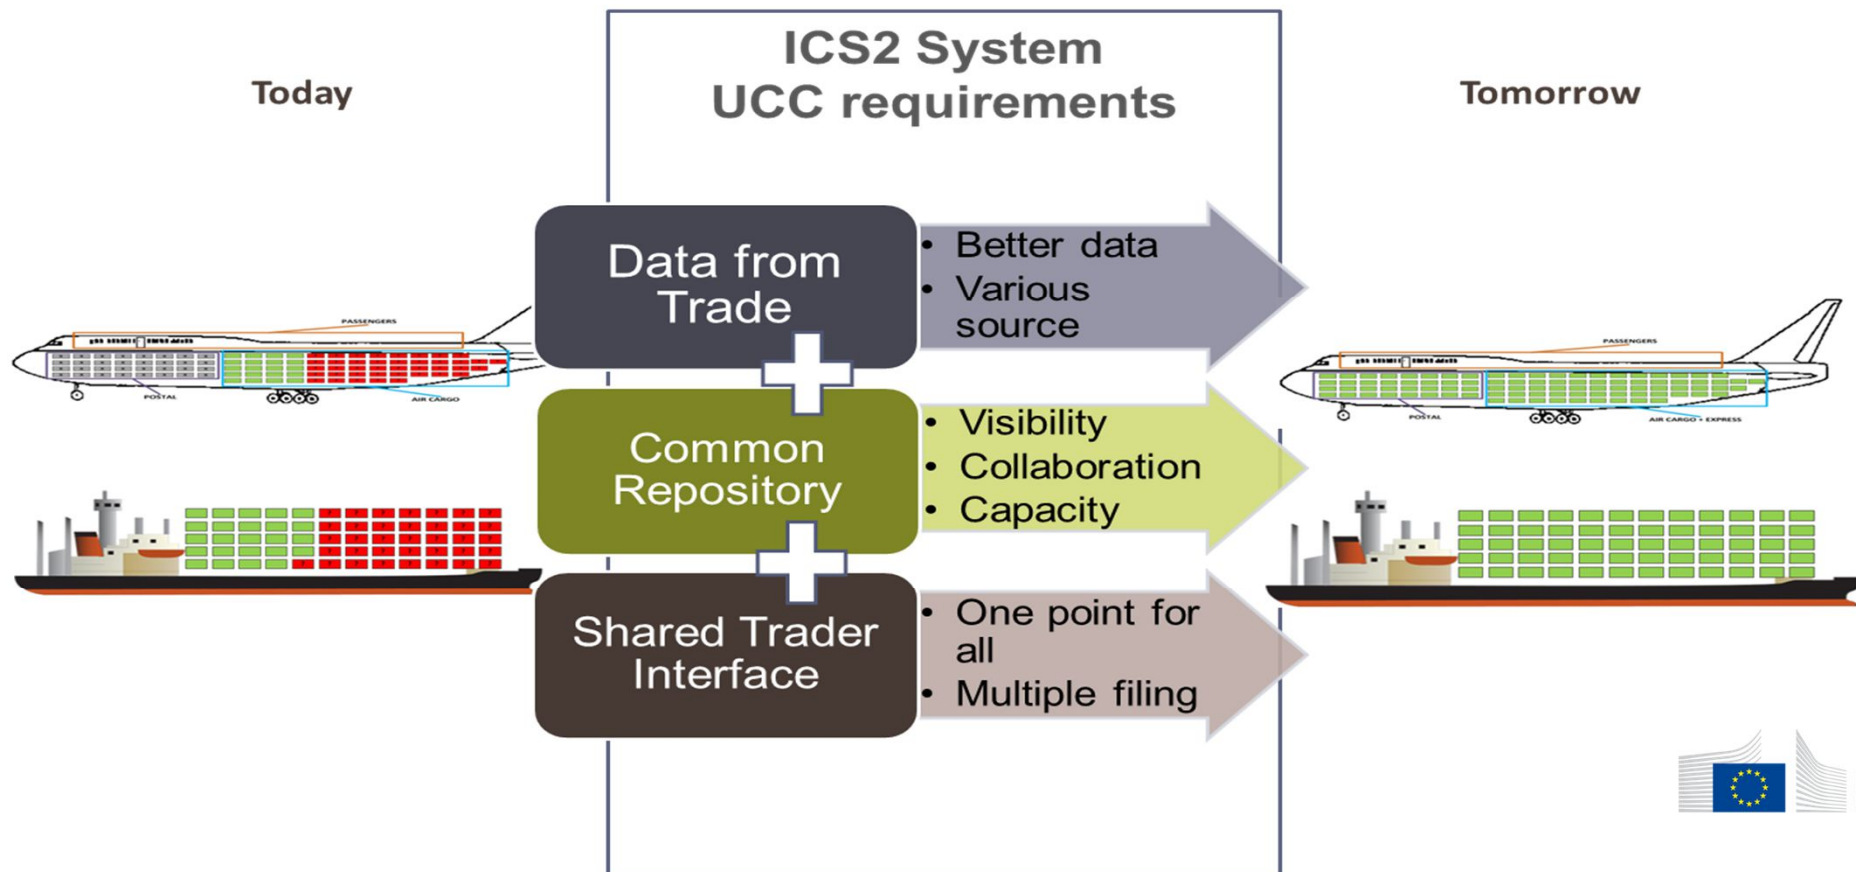 ICS2 System
UCC requirements
Today
Tomorrow
Data from
Trade
• Better data
• Various
source
PASSENGERS
POSTAL
AIR CARGO
Common
Repository
• Visibility
• Collaboration
• Capacity
PASSENGERS
POSTAL
AIR CARGO + EXPRESS
Shared Trader
Interface
• One point for
all
• Multiple filing